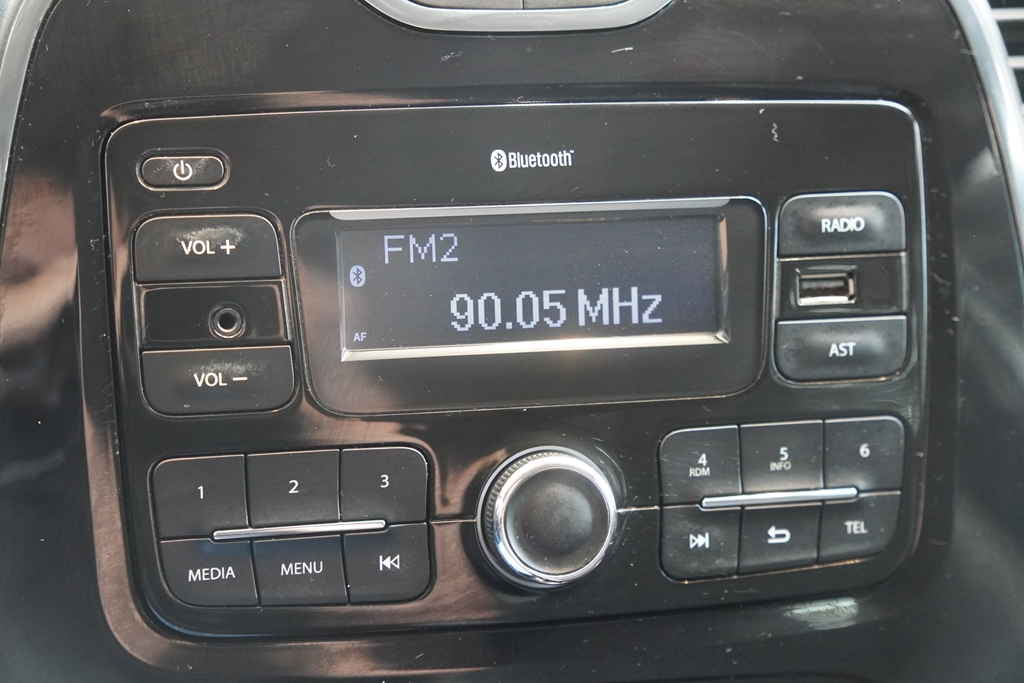 Bluetooth
VOL +
VOL –
FM2
90.05 MHz
AF
RADIO
AST
1
2
3
MEDIA
MENU
4
RDM
5
INFO
6
TEL